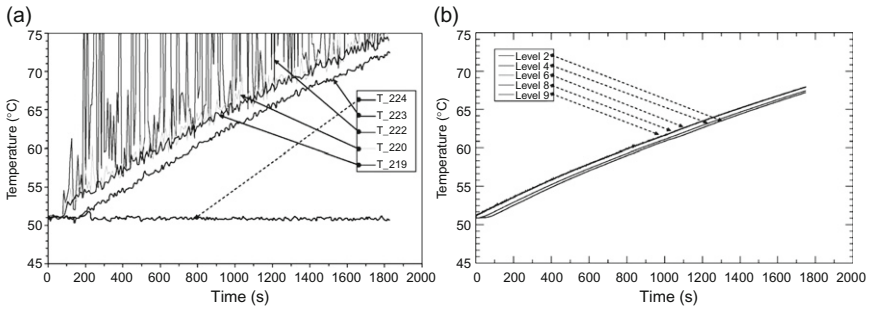 (a)
75
70
65
60
55
50
45
Temperature (°C)
T_224
T_223
T_222
T_220
T_219
0 200 400 600 800 1000 1200 1400 1600 1800 2000
Time (s)
(b)
75
70
65
60
55
50
45
Temperature (°C)
Level 2
Level 4
Level 6
Level 8
Level 9
0 200 400 600 800 1000 1200 1400 1600 1800 2000
Time (s)